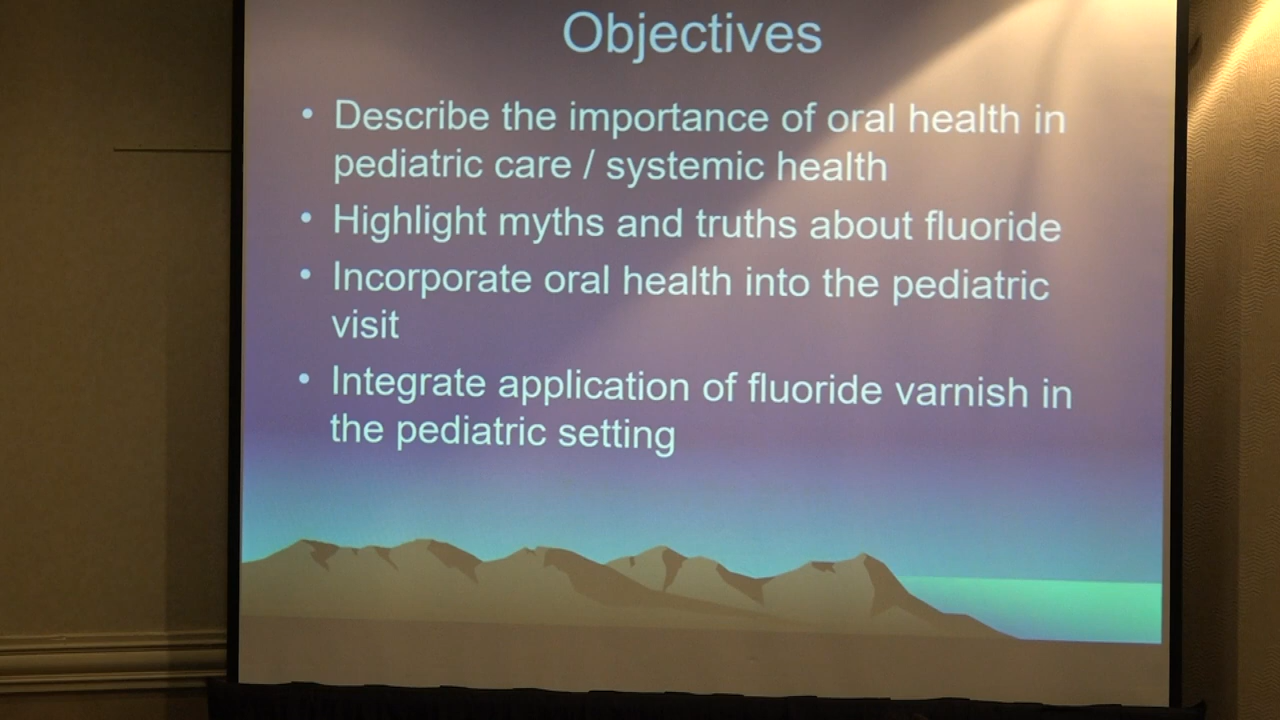 Objectives
• Describe the importance of oral health in
pediatric care / systemic health
• Highlight myths and truths about fluoride
• Incorporate oral health into the pediatric
visit
• Integrate application of fluoride varnish in
the pediatric setting